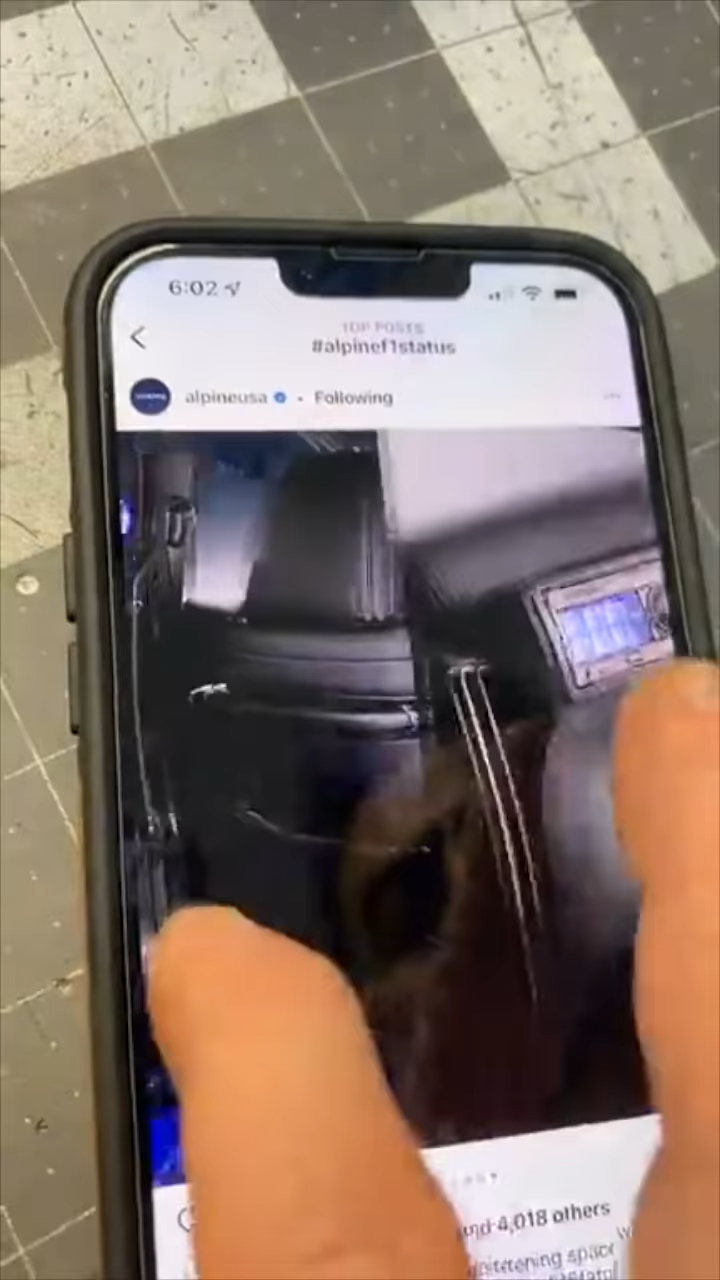 6:02
TOP POSTS
#alpinef1status
alpineusa • Following
and 4,018 others